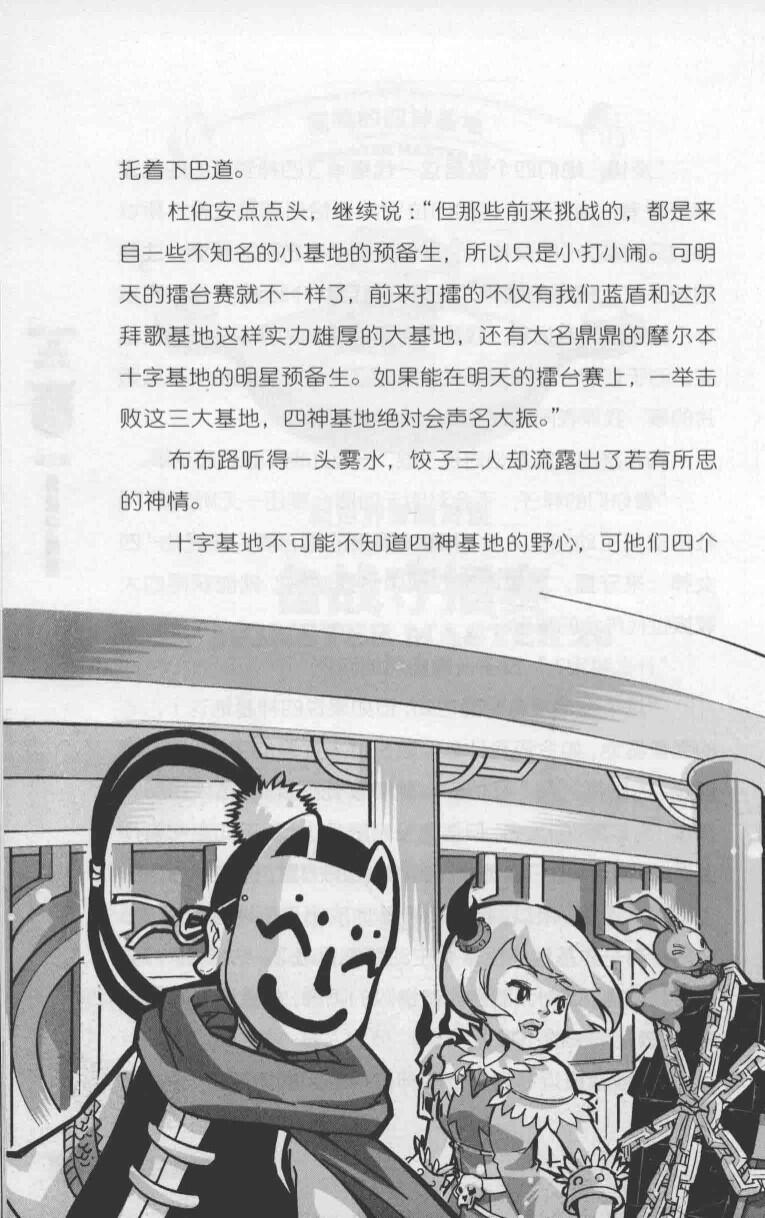 托着下巴道。
杜伯安点点头，继续说：“但那些前来挑战的，都是来
自一些不知名的小基地的预备生，所以只是小打小闹。可明
天的擂台赛就不一样了，前来打擂的不仅有我们蓝盾和达尔
拜歌基地这样实力雄厚的大基地，还有大名鼎鼎的摩尔本
十字基地的明星预备生。如果能在明天的擂台赛上，一举击
败这三大基地，四神基地绝对会声名大振。”
布布路听得一头雾水，饺子三人却流露出了若有所思
的神情。
十字基地不可能不知道四神基地的野心，可他们四个